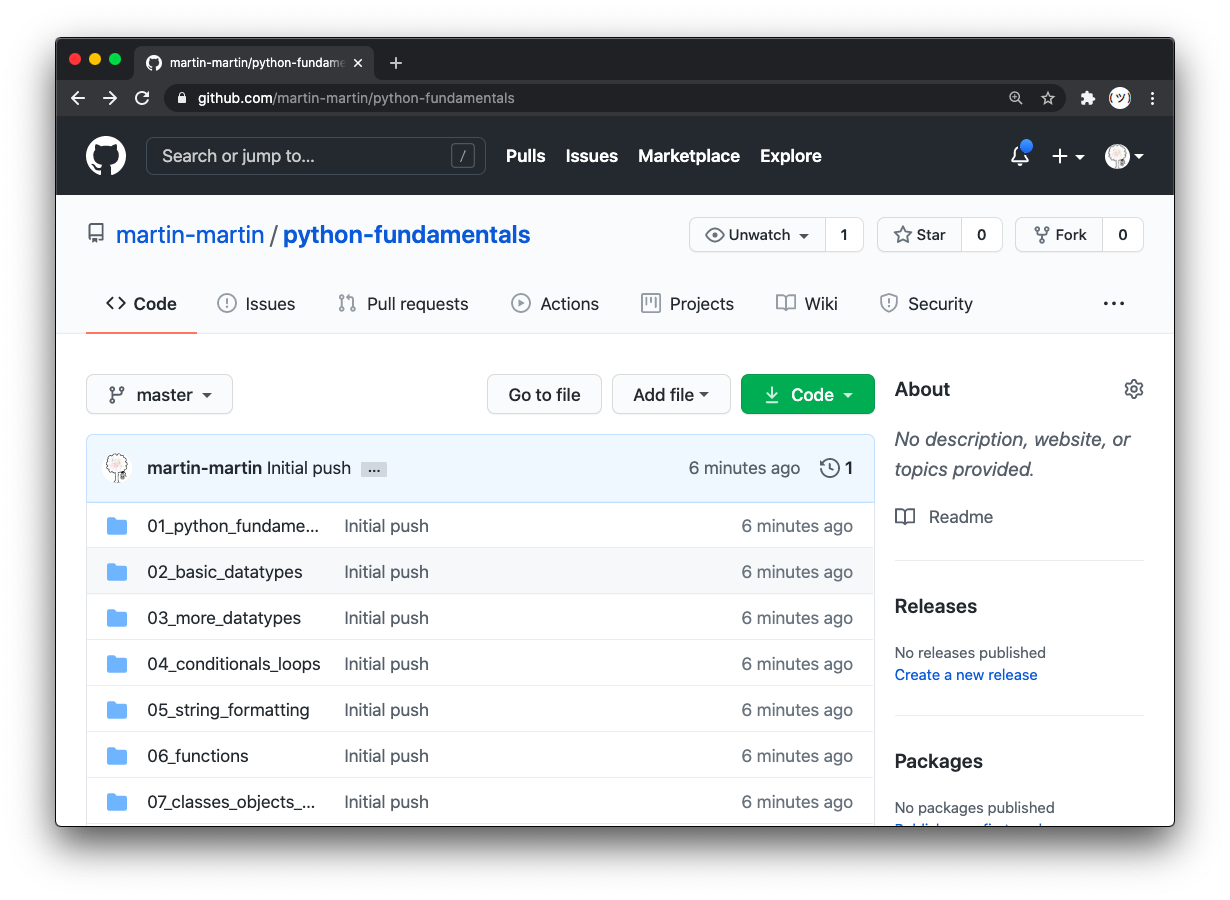 martin-martin/python-fundame
github.com/martin-martin/python-fundamentals
Search or jump to... / Pulls Issues Marketplace Explore
martin-martin / python-fundamentals Unwatch 1 Star 0 Fork 0
Code Issues Pull requests Actions Projects Wiki Security ...
master Go to file Add file Code
About
No description, website, or
topics provided.
Readme
Releases
No releases published
Create a new release
Packages
No packages published
martin-martin Initial push ... 6 minutes ago 1
01_python_fundame... Initial push 6 minutes ago
02_basic_datatypes Initial push 6 minutes ago
03_more_datatypes Initial push 6 minutes ago
04_conditionals_loops Initial push 6 minutes ago
05_string_formatting Initial push 6 minutes ago
06_functions Initial push 6 minutes ago
07_classes_objects_... Initial push 6 minutes ago